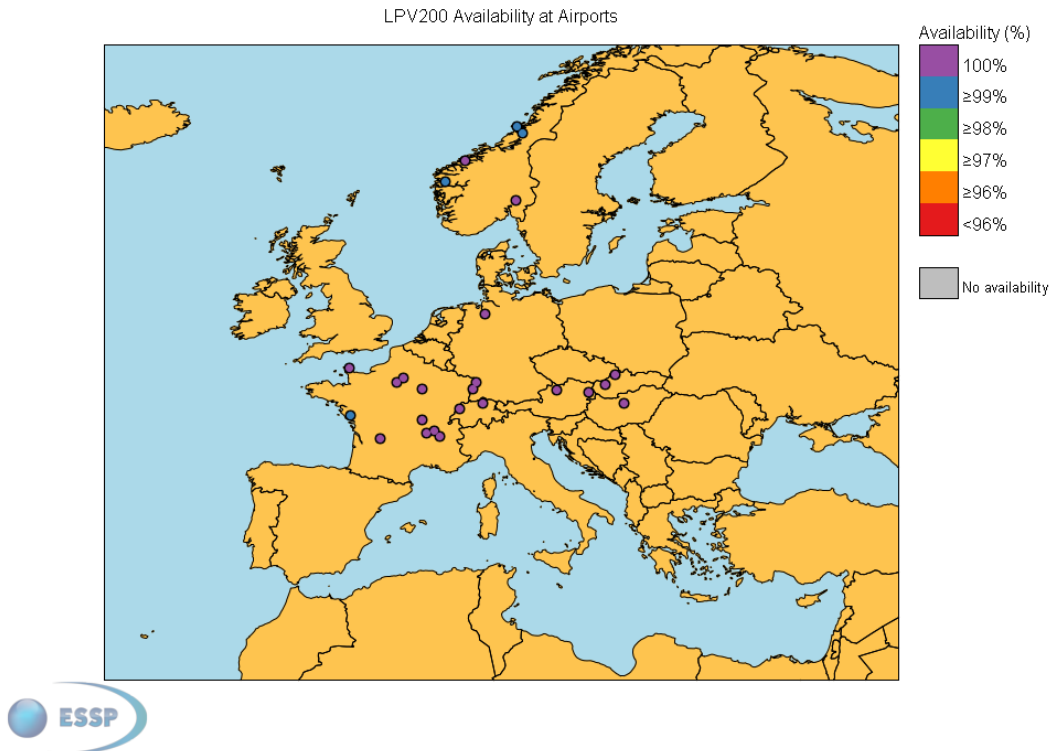 LPV200 Availability at Airports
Availability (%)
100%
≥99%
≥98%
≥97%
≥96%
<96%
No availability
ESSP